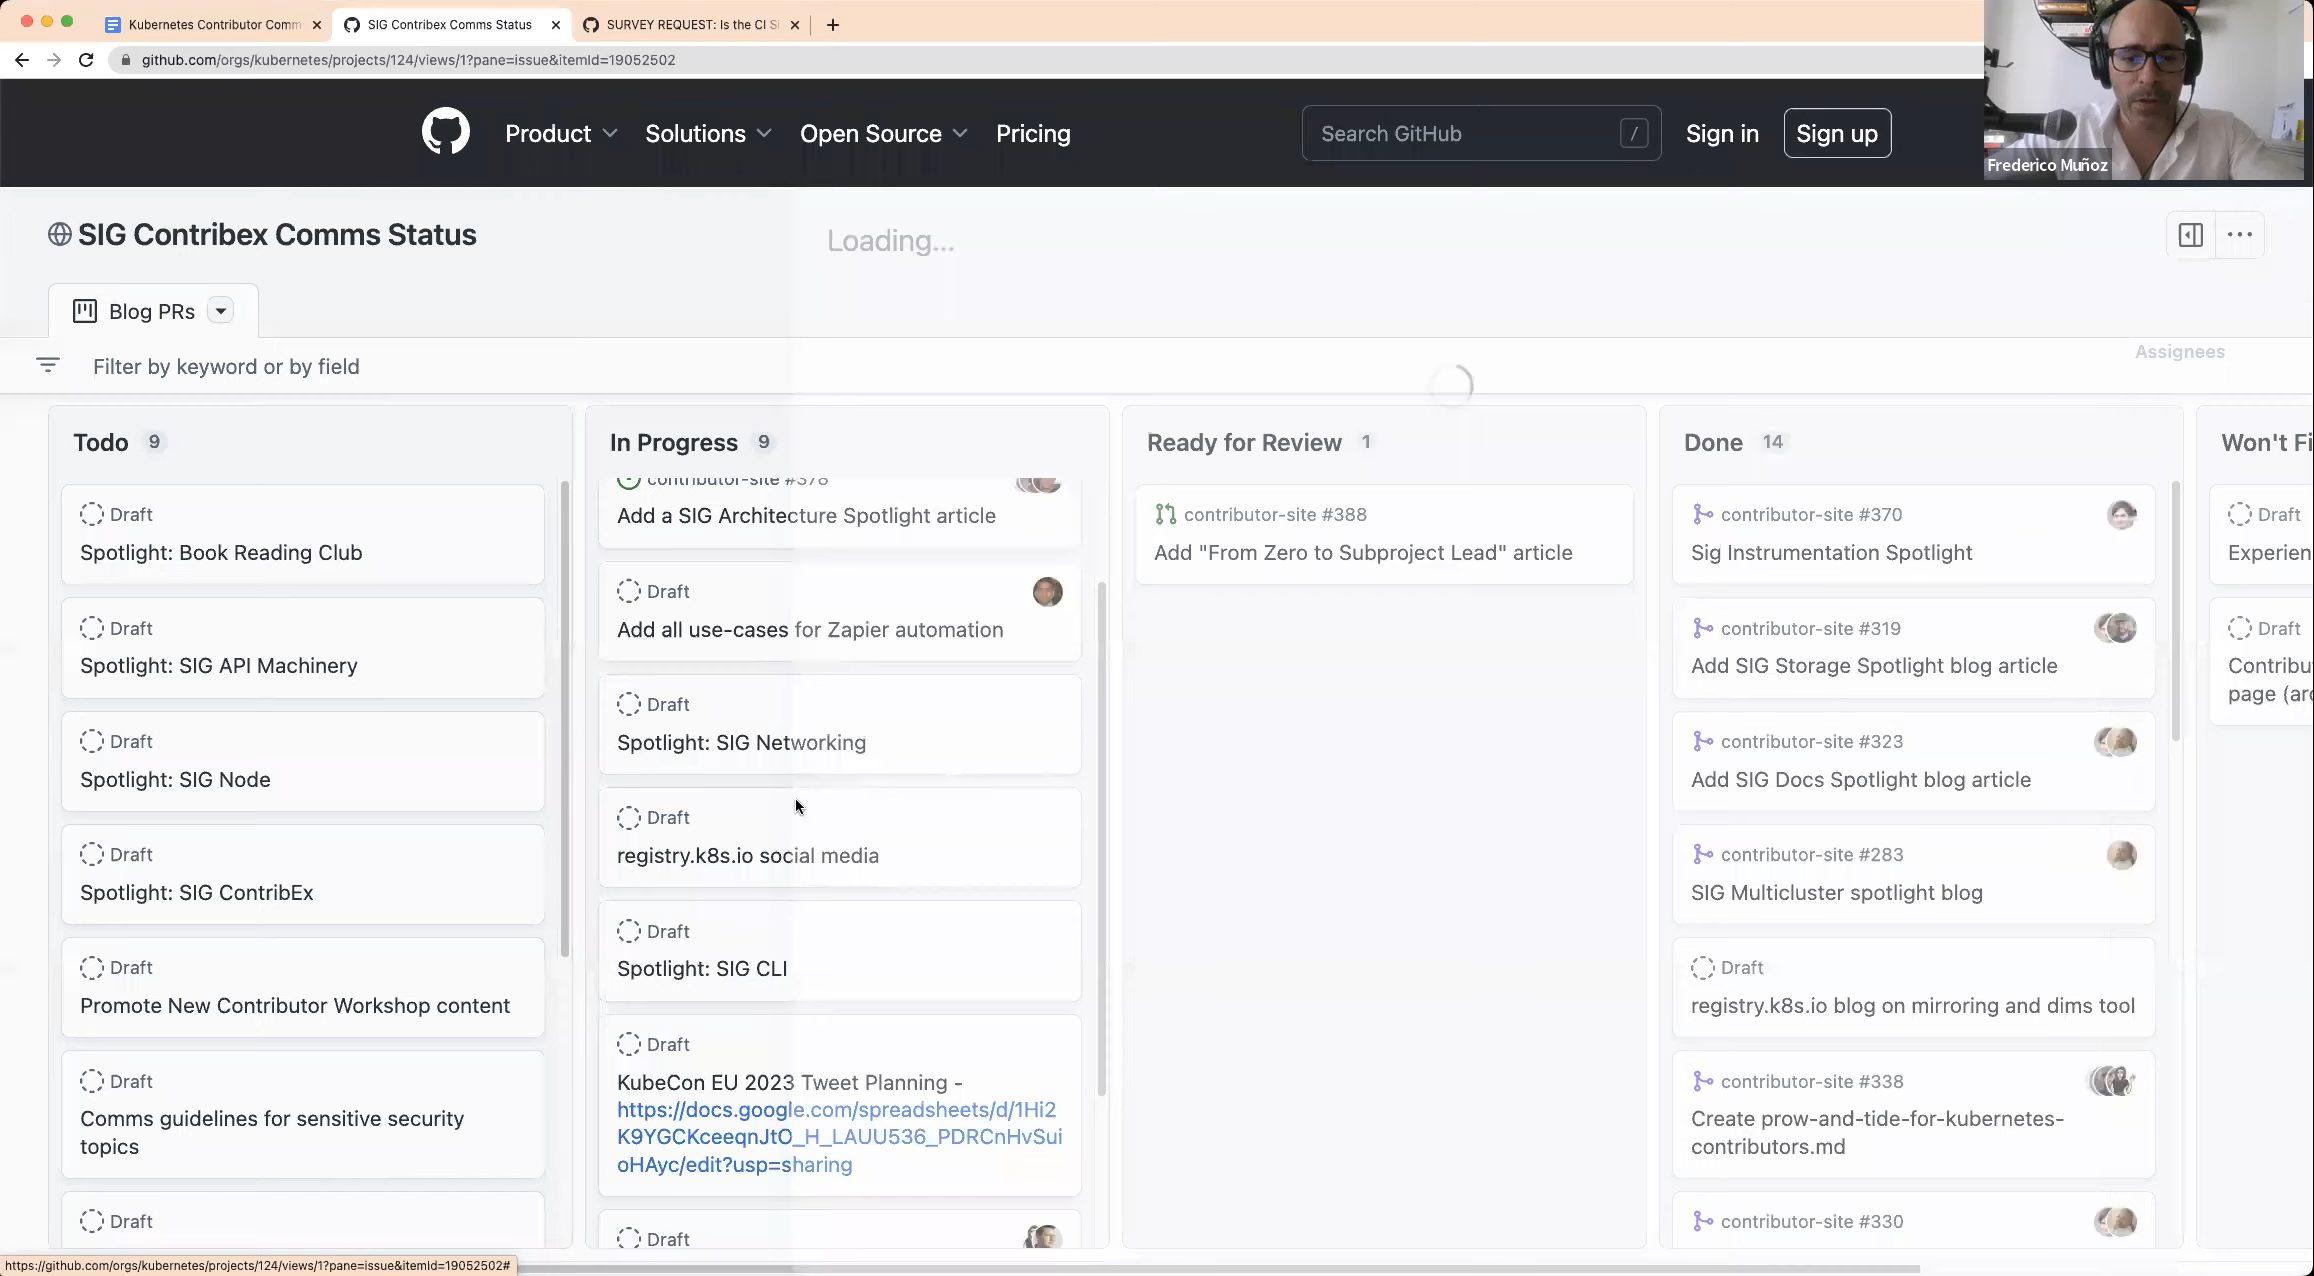 Kubernetes Contributor Comm
SIG Contribex Comms Status
SURVEY REQUEST: Is the CI Si
github.com/orgs/kubernetes/projects/124/views/1?pane=issue&itemId=19052502
Product
Solutions
Open Source
Pricing
Search GitHub
/
Sign in
Sign up
Frederico Muñoz
SIG Contribex Comms Status
Loading...
Blog PRs
Filter by keyword or by field
Assignees
Todo 9
Draft
Spotlight: Book Reading Club
Draft
Spotlight: SIG API Machinery
Draft
Spotlight: SIG Node
Draft
Spotlight: SIG ContribEx
Draft
Promote New Contributor Workshop content
Draft
Comms guidelines for sensitive security
topics
Draft
In Progress 9
contributor-site #378
Add a SIG Architecture Spotlight article
Draft
Add all use-cases for Zapier automation
Draft
Spotlight: SIG Networking
Draft
registry.k8s.io social media
Draft
Spotlight: SIG CLI
Draft
KubeCon EU 2023 Tweet Planning -
https://docs.google.com/spreadsheets/d/1Hi2
K9YGCKceeqnJtO_H_LAUU536_PDRCnHvSui
oHAyc/edit?usp=sharing
Draft
Ready for Review 1
contributor-site #388
Add "From Zero to Subproject Lead" article
Done 14
contributor-site #370
Sig Instrumentation Spotlight
contributor-site #319
Add SIG Storage Spotlight blog article
contributor-site #323
Add SIG Docs Spotlight blog article
contributor-site #283
SIG Multicluster spotlight blog
Draft
registry.k8s.io blog on mirroring and dims tool
contributor-site #338
Create prow-and-tide-for-kubernetes-
contributors.md
contributor-site #330
Won't Fi
Draft
Experien
Draft
Contribu
page (arc
https://github.com/orgs/kubernetes/projects/124/views/1?pane=issue&itemId=19052502#